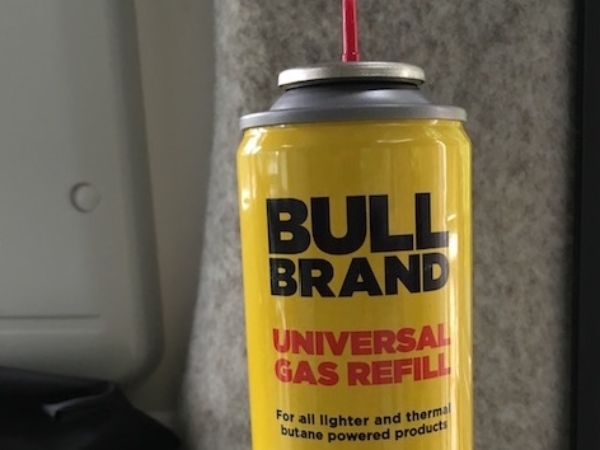 BULL
BRAND
UNIVERSAL
GAS REFILL
For all lighter and thermal
butane powered products